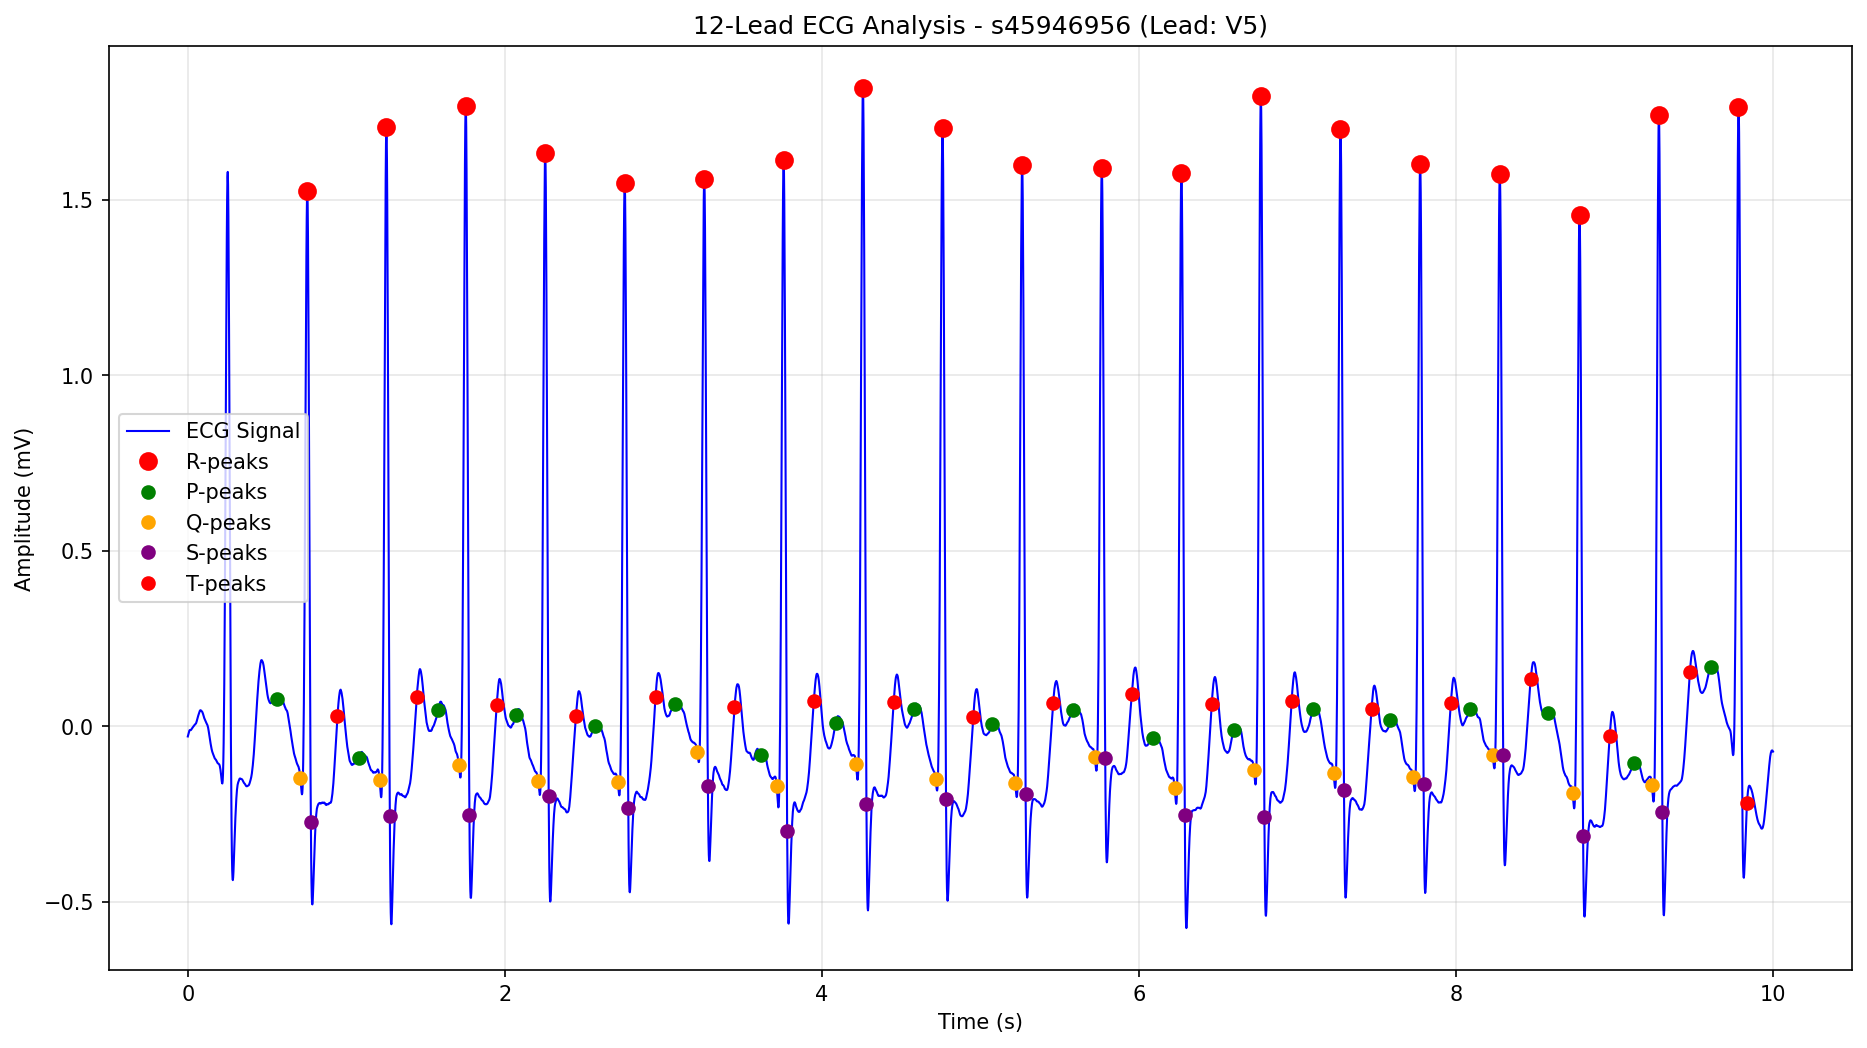 12-Lead ECG Analysis - s45946956 (Lead: V5)
Amplitude (mV)
1.5
1.0
0.5
0.0
−0.5
ECG Signal
R-peaks
P-peaks
Q-peaks
S-peaks
T-peaks
0 2 4 6 8 10
Time (s)